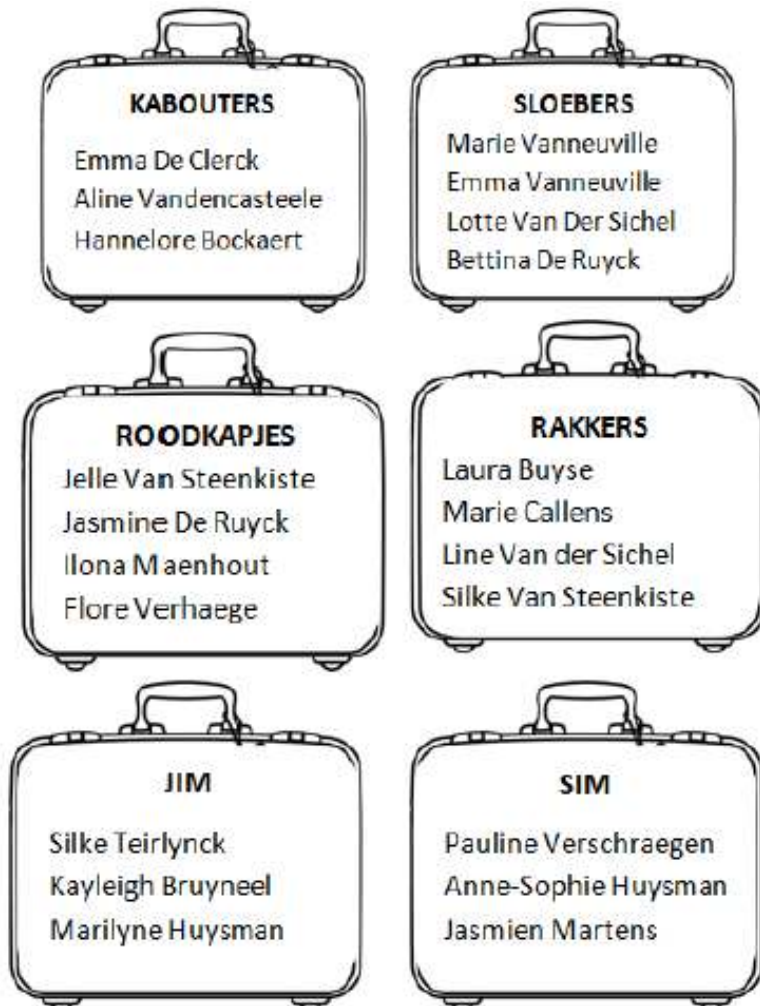 KABOUTERS
Emma De Clerck
Aline Vandencasteele
Hannelore Bockaert
SLOEBERS
Marie Vanneuville
Emma Vanneuville
Lotte Van Der Sichel
Bettina De Ruyck
ROODKAPJES
Jelle Van Steenkiste
Jasmine De Ruyck
Ilona Maenhout
Flore Verhaege
RAKKERS
Laura Buyse
Marie Callens
Line Van der Sichel
Silke Van Steenkiste
JIM
Silke Teirlynck
Kayleigh Bruyneel
Marilyne Huysman
SIM
Pauline Verschraegen
Anne-Sophie Huysman
Jasmien Martens